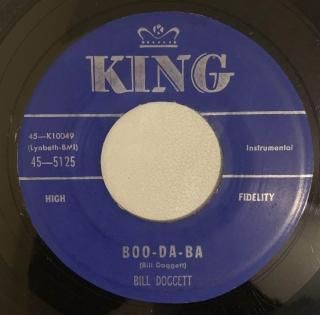 KING
45—K10049
(Lynbeth-BMI)
45—5125
Instrumental
HIGH
FIDELITY
BOO-DA-BA
(Bill Doggett)
BILL DOGGETT